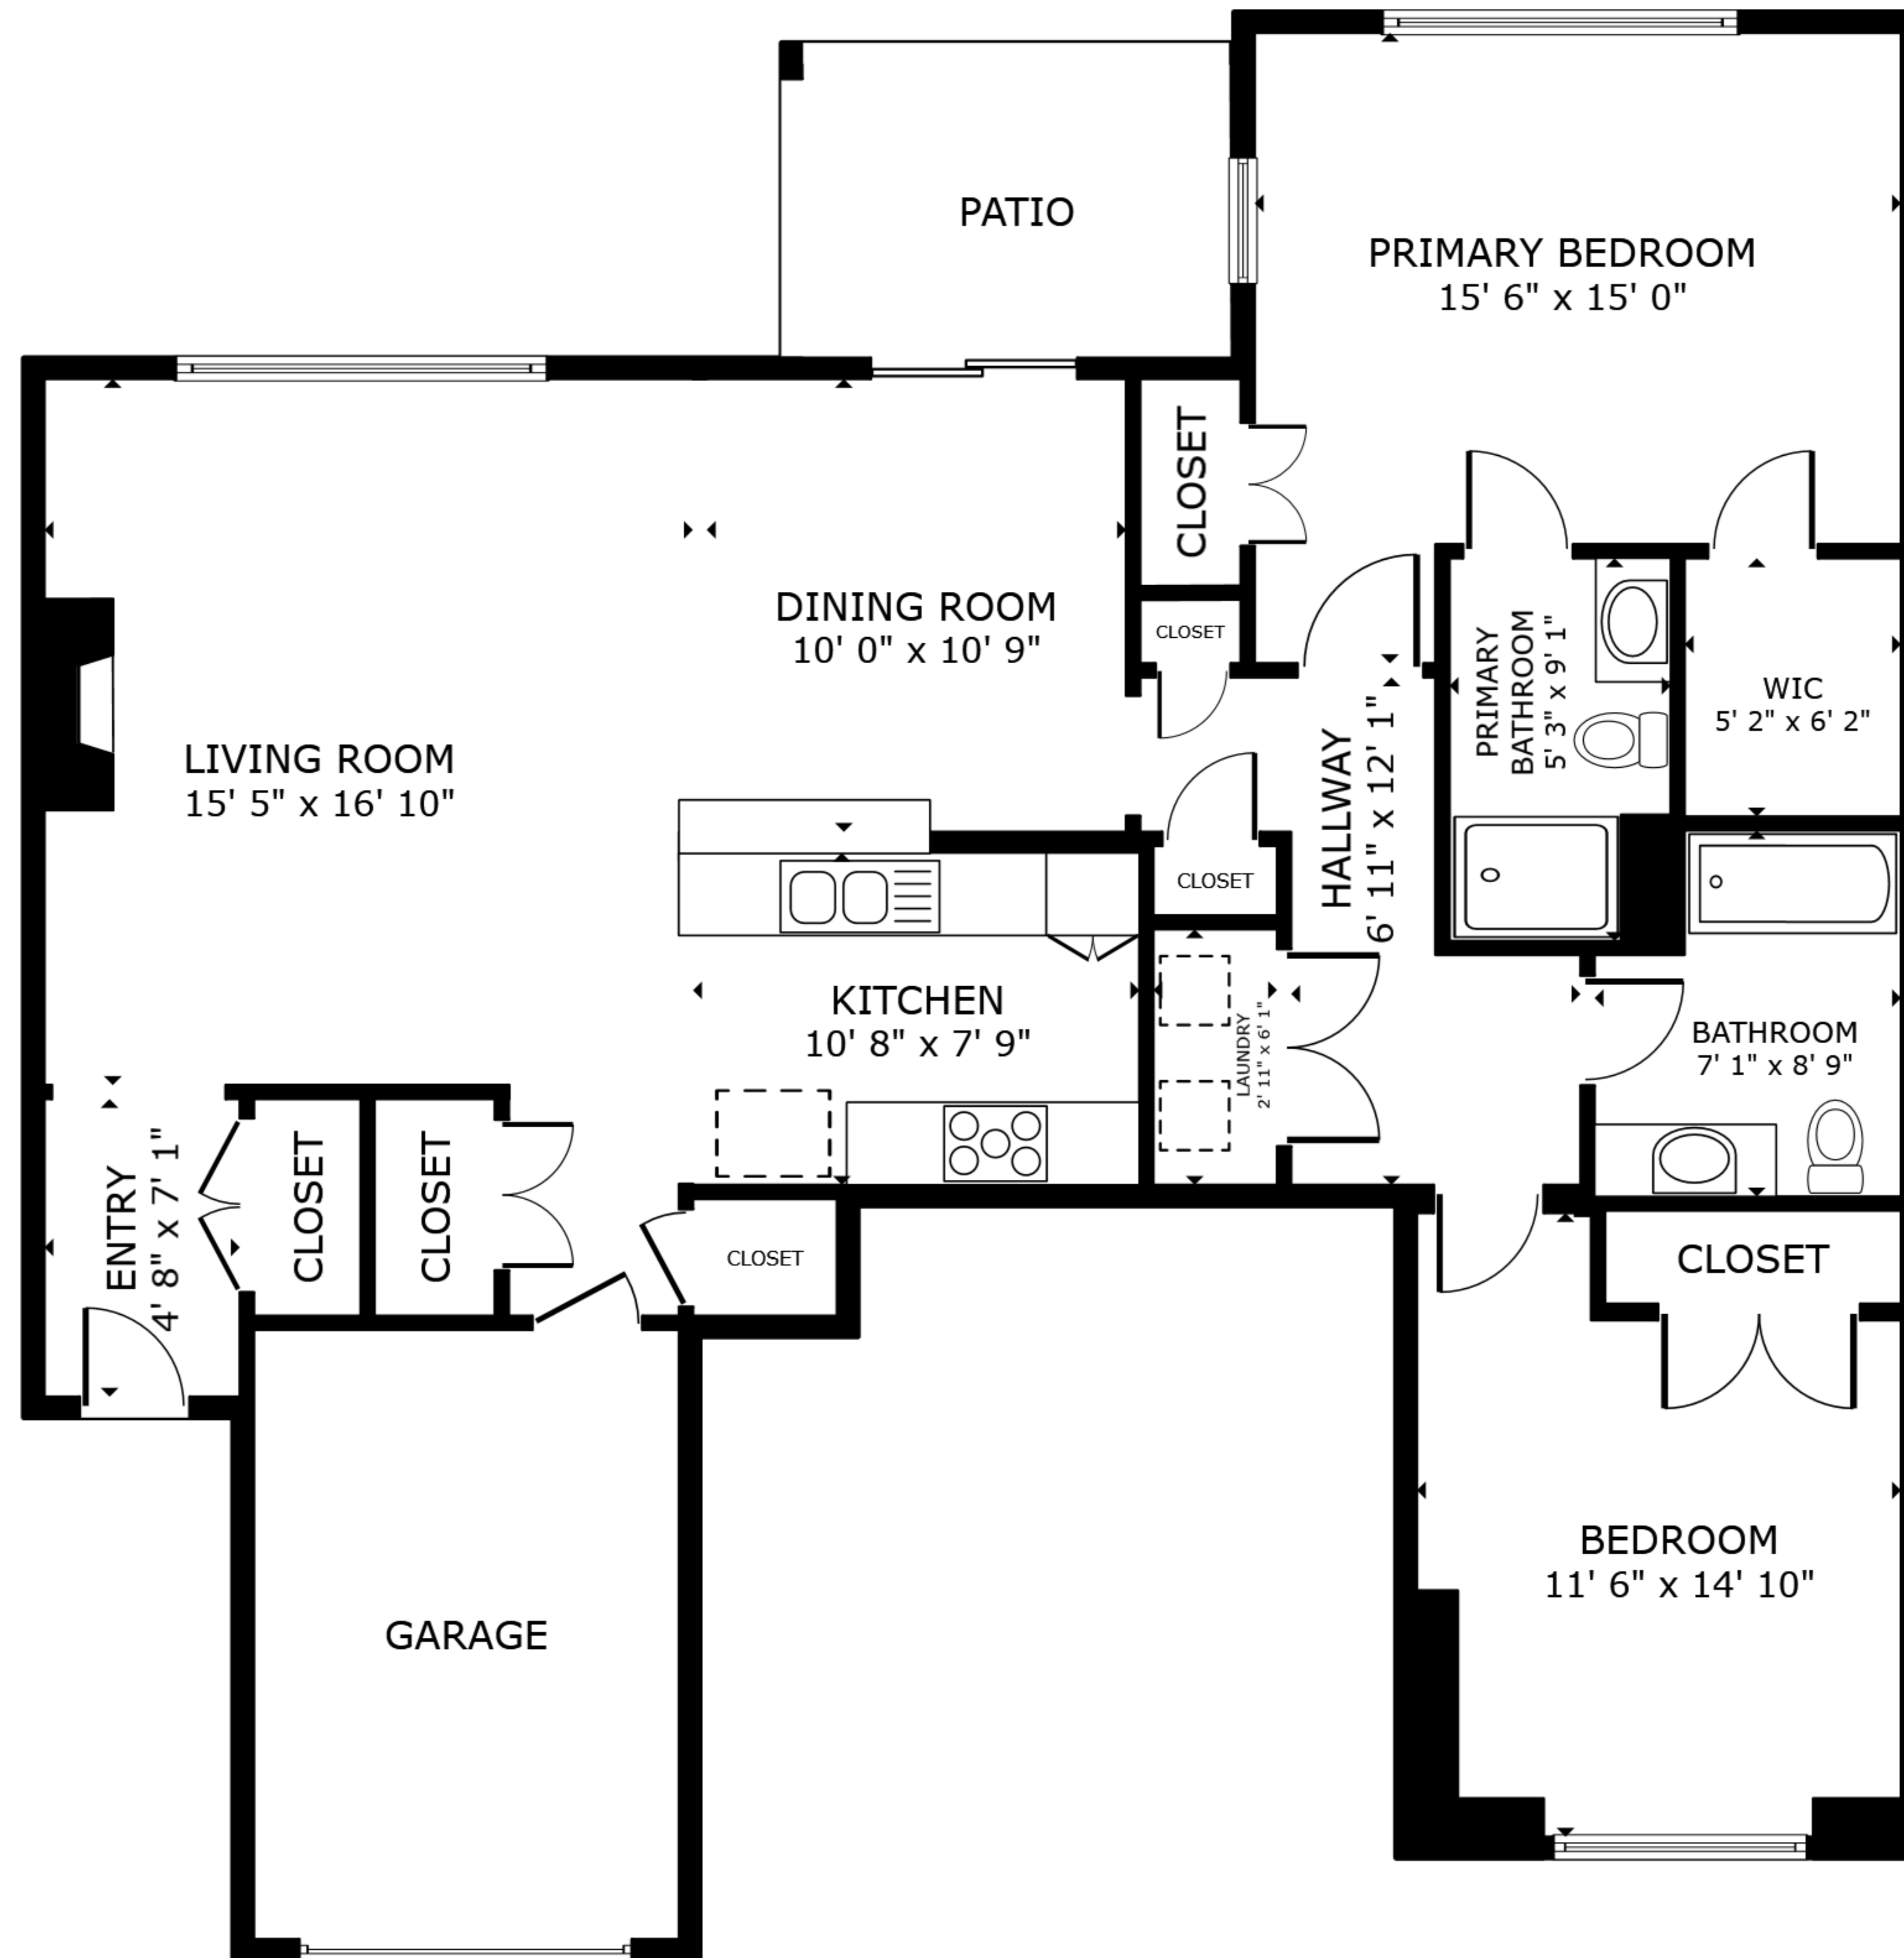 PATIO
PRIMARY BEDROOM
15' 6" x 15' 0"
CLOSET
DINING ROOM
10' 0" x 10' 9"
CLOSET
PRIMARY
BATHROOM
5' 3" x 9' 1"
WIC
5' 2" x 6' 2"
LIVING ROOM
15' 5" x 16' 10"
HALLWAY
6' 11" x 12' 1"
CLOSET
KITCHEN
10' 8" x 7' 9"
LAUNDRY
2' 11" x 6' 1"
BATHROOM
7' 1" x 8' 9"
ENTRY
4' 8" x 7' 1"
CLOSET
CLOSET
CLOSET
CLOSET
BEDROOM
11' 6" x 14' 10"
GARAGE